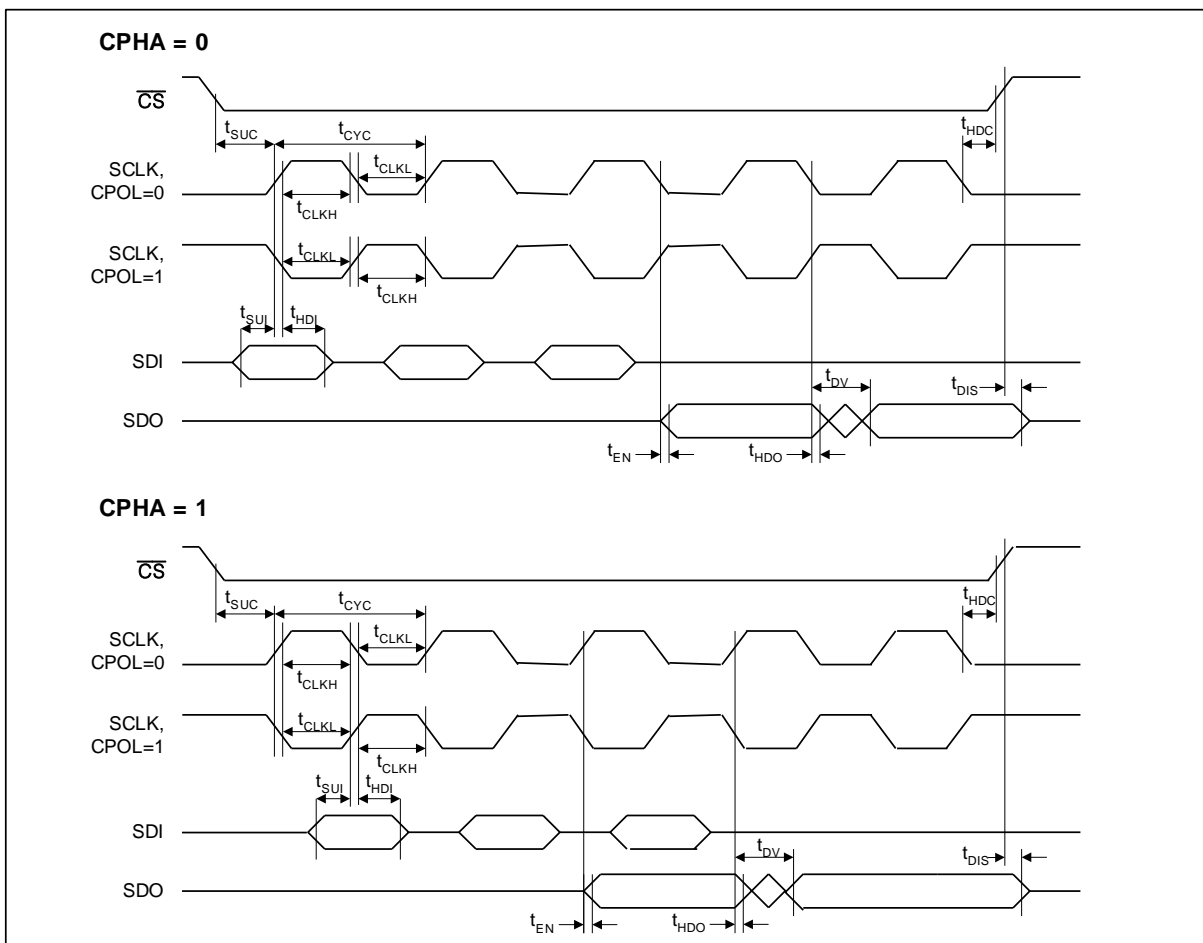 CPHA = 0
CS
tSUC
tCYC
tHDC
SCLK,
CPOL=0
tCLKL
tCLKH
SCLK,
CPOL=1
tCLKL
tCLKH
tSUI
tHDI
SDI
tDV
tDIS
SDO
tEN
tHDO
CPHA = 1
CS
tSUC
tCYC
tHDC
SCLK,
CPOL=0
tCLKL
tCLKH
SCLK,
CPOL=1
tCLKL
tCLKH
tSUI
tHDI
SDI
tDV
tDIS
SDO
tEN
tHDO